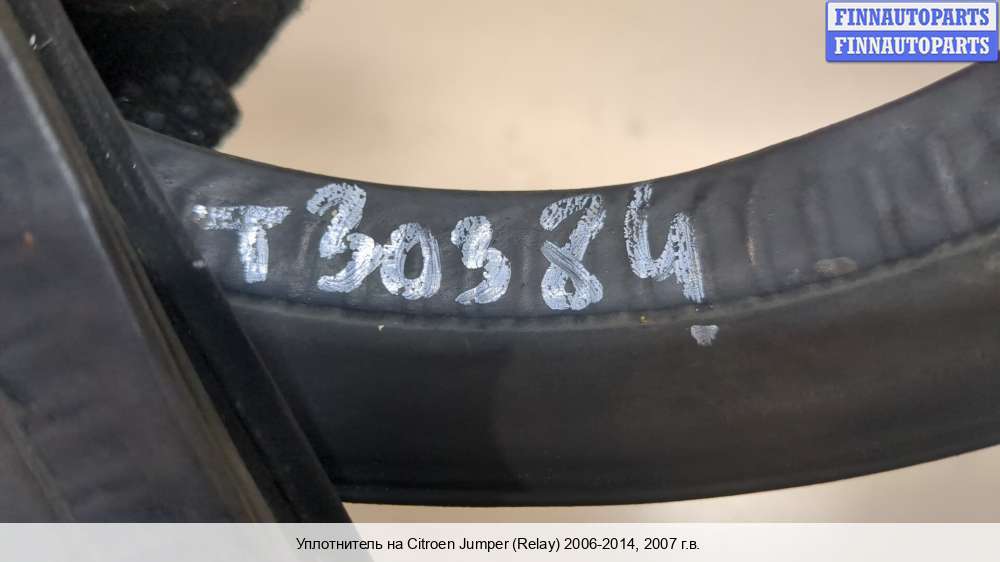 FINNAUTOPARTS
FINNAUTOPARTS
T30384
Уплотнитель на Citroen Jumper (Relay) 2006-2014, 2007 г.в.